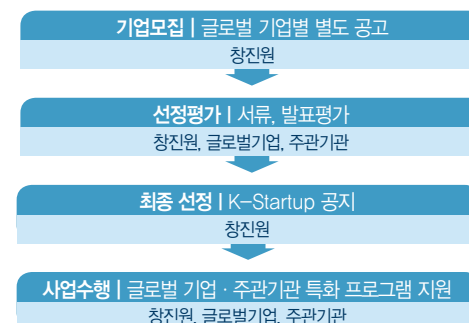 기업모집 | 글로벌 기업별 별도 공고
창진원
선정평가 | 서류, 발표평가
창진원, 글로벌기업, 주관기관
최종 선정 | K-Startup 공지
창진원
사업수행 | 글로벌 기업 · 주관기관 특화 프로그램 지원
창진원, 글로벌기업, 주관기관